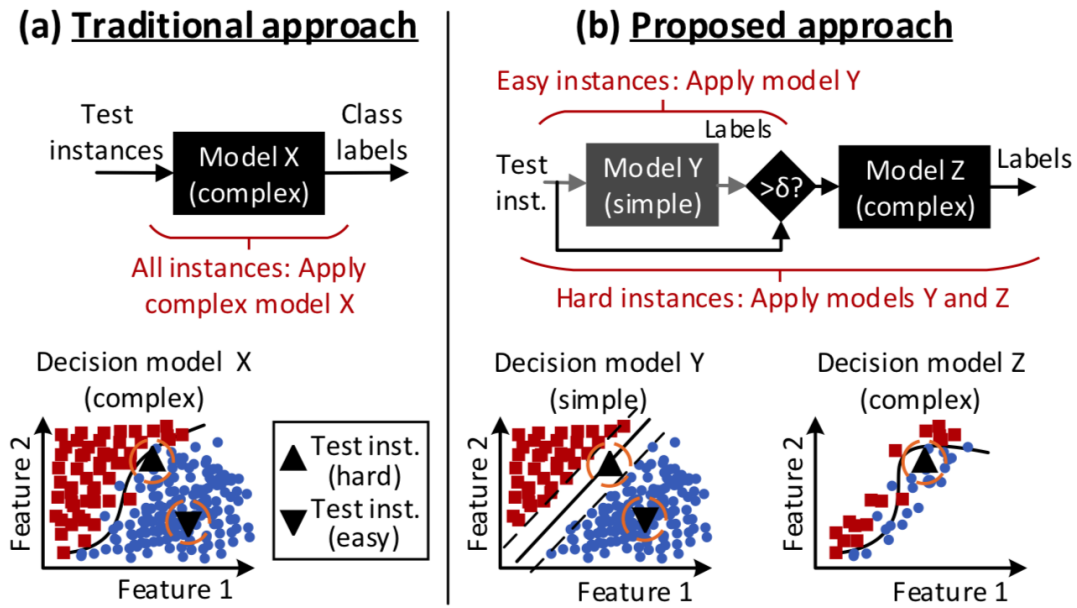 (a) Traditional approach
Test
instances
Model X
(complex)
Class
labels
All instances: Apply
complex model X
Decision model X
(complex)
Feature 2
Feature 1
Test inst.
(hard)
Test inst.
(easy)
(b) Proposed approach
Easy instances: Apply model Y
Test
inst.
Model Y
(simple)
Labels
>δ?
Model Z
(complex)
Labels
Hard instances: Apply models Y and Z
Decision model Y
(simple)
Feature 2
Feature 1
Decision model Z
(complex)
Feature 2
Feature 1